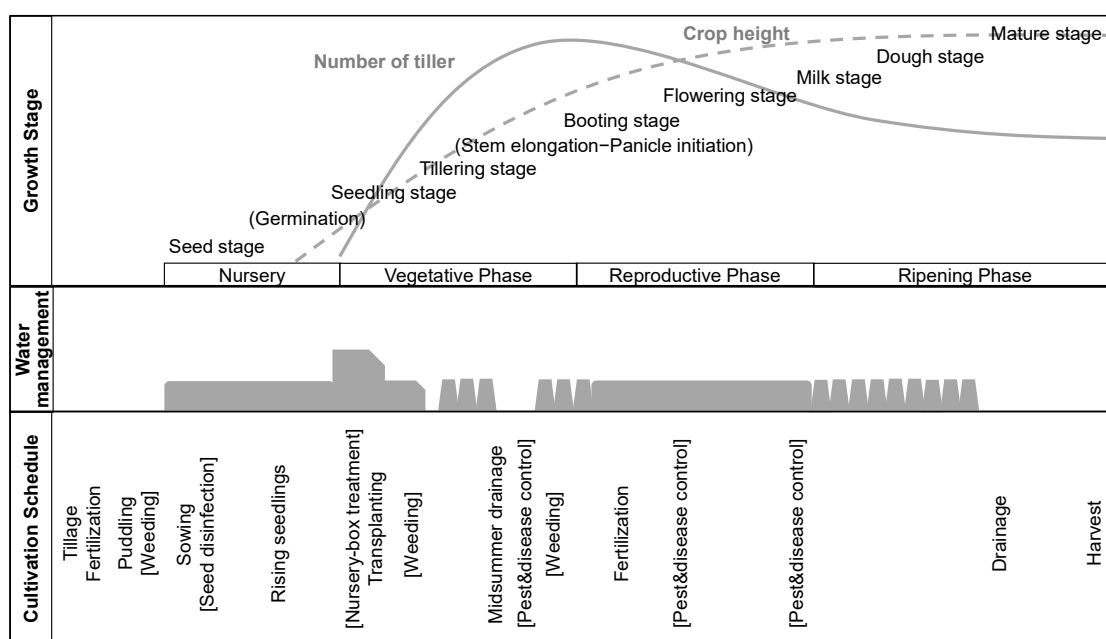 Growth Stage
Number of tiller
Crop height
Mature stage
Dough stage
Milk stage
Flowering stage
Booting stage
(Stem elongation−Panicle initiation)
Tillering stage
Seedling stage
(Germination)
Seed stage
Nursery
Vegetative Phase
Reproductive Phase
Ripening Phase
Water
management
Cultivation Schedule
Tillage
Fertilization
Puddling
[Weeding]
Sowing
[Seed disinfection]
Rising seedlings
[Nursery-box treatment]
Transplanting
[Weeding]
Midsummer drainage
[Pest&disease control]
[Weeding]
Fertilization
[Pest&disease control]
[Pest&disease control]
Drainage
Harvest